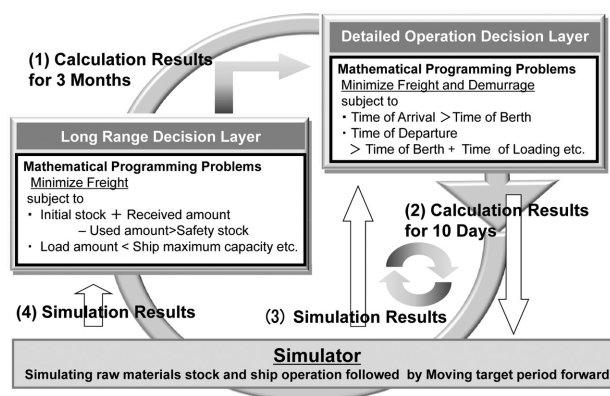 (1) Calculation Results
for 3 Months
Detailed Operation Decision Layer
Mathematical Programming Problems
Minimize Freight and Demurrage
subject to
・Time of Arrival >Time of Berth
・Time of Departure
> Time of Berth + Time of Loading etc.
Long Range Decision Layer
Mathematical Programming Problems
Minimize Freight
subject to
・Initial stock + Received amount
– Used amount>Safety stock
・Load amount < Ship maximum capacity etc.
(2) Calculation Results
for 10 Days
(4) Simulation Results
(3) Simulation Results
Simulator
Simulating raw materials stock and ship operation followed by Moving target period forward